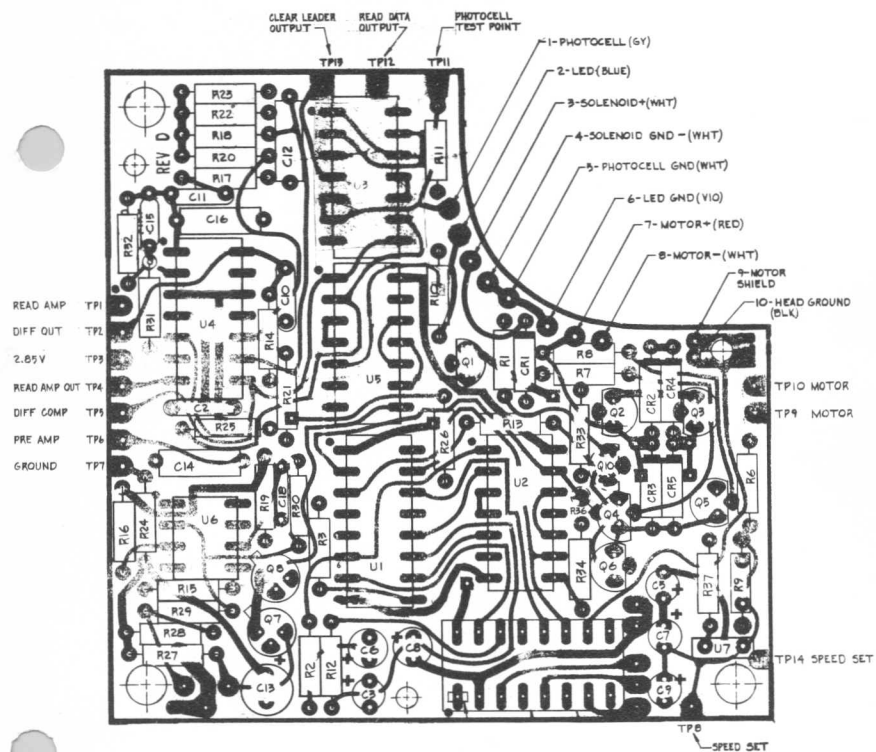 CLEAR LEADER OUTPUT
READ DATA OUTPUT
PHOTOCELL TEST POINT
TP13
TP12
TP11
1-PHOTOCELL (GY)
2-LED (BLUE)
3-SOLENOID+(WHT)
4-SOLENOID GND-(WHT)
5-PHOTOCELL GND (WHT)
6-LED GND (VIO)
7-MOTOR+(RED)
8-MOTOR-(WHT)
9-MOTOR SHIELD
10-HEAD GROUND (BLK)
REV D
R23
R22
R18
R20
R17
C12
U3
R11
C11
C16
C15
R32
READ AMP TP1
DIFF OUT TP2
2.85V TP3
READ AMP OUT TP4
DIFF COMP TP5
PRE AMP TP6
GROUND TP7
R31
U4
C10
R14
R21
C2
R25
C14
U5
R10
Q1
R1
CR1
R8
R7
Q2
CR2
CR4
Q3
TP10 MOTOR
TP9 MOTOR
R26
R13
R33
Q10
R36
Q4
CR3
CR5
Q5
R6
R16
R24
U6
R19
C18
R30
R3
U1
U2
R34
Q6
Q8
R15
R29
R28
R27
Q7
C13
R2
R12
C6
C3
C8
C5
C7
C9
R37
R9
U7
TP14 SPEED SET
TP8
SPEED SET